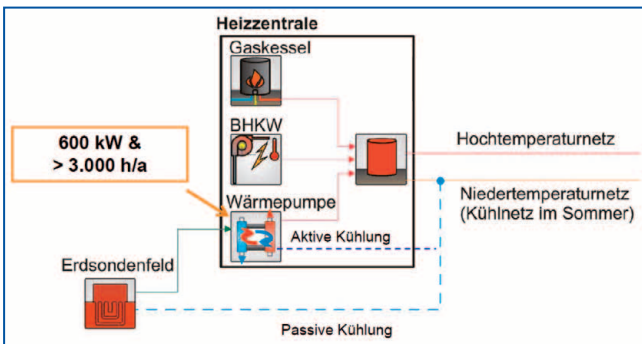 Heizzentrale
Gaskessel
600 kW &
> 3.000 h/a
BHKW
Hochtemperaturnetz
Wärmepumpe
Niedertemperaturnetz
(Kühlnetz im Sommer)
Aktive Kühlung
Erdsondenfeld
Passive Kühlung